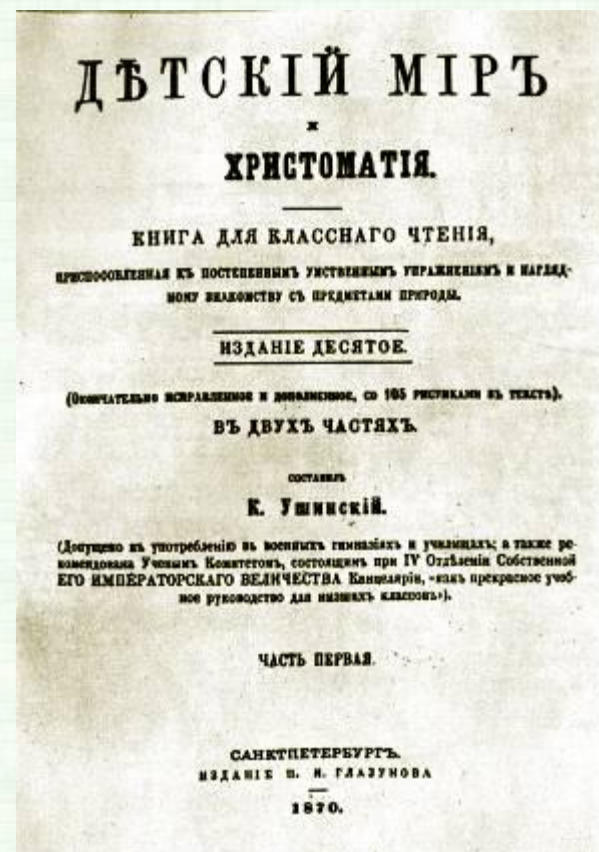 ДѢТСКІЙ МІРЪ
И
ХРИСТОМАТІЯ.
КНИГА ДЛЯ КЛАССНАГО ЧТЕНІЯ,
ПРИСПОСОБЛЕННАЯ КЪ ПОСТЕПЕННЫМЪ УМСТВЕННЫМЪ УПРАЖНЕНІЯМЪ И НАГЛЯД-
НОМУ ЗНАКОМСТВУ СЪ ПРЕДМЕТАМИ ПРИРОДЫ.
ИЗДАНІЕ ДЕСЯТОЕ.
(Окончательно исправленное и дополненное, со 105 рисунками въ текстѣ).
ВЪ ДВУХЪ ЧАСТЯХЪ.
СОСТАВИЛЪ
К. Ушинскій.
(Допущено къ употребленію въ военныхъ гимназіяхъ и училищахъ; а также ре-
комендована Ученымъ Комитетомъ, состоящимъ при IV Отдѣленіи Собственной
ЕГО ИМПЕРАТОРСКАГО ВЕЛИЧЕСТВА Канцеляріи, «какъ прекрасное учеб-
ное руководство для низшихъ классовъ»).
ЧАСТЬ ПЕРВАЯ.
САНКТПЕТЕРБУРГЪ.
ИЗДАНІЕ И. ГЛАЗУНОВА
1870.